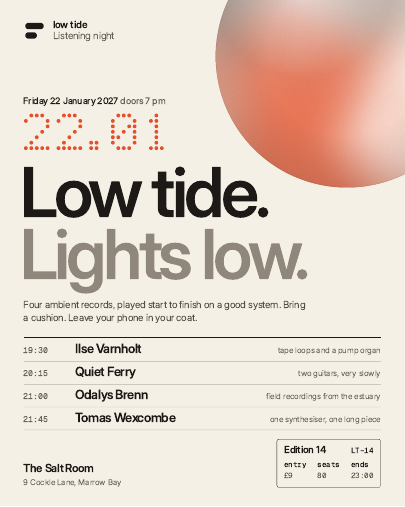 low tide
Listening night
Friday 22 January 2027 doors 7 pm
22.01
Low tide.
Lights low.
Four ambient records, played start to finish on a good system. Bring
a cushion. Leave your phone in your coat.
19:30 Ilse Varnholt tape loops and a pump organ
20:15 Quiet Ferry two guitars, very slowly
21:00 Odalys Brenn field recordings from the estuary
21:45 Tomas Wexcombe one synthesiser, one long piece
Edition 14 LT-14
entry seats ends
£9 80 23:00
The Salt Room
9 Cockle Lane, Marrow Bay